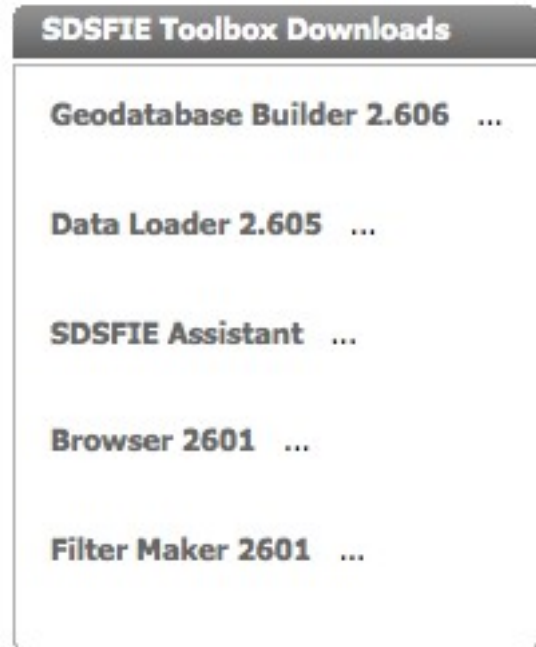 SDSFIE Toolbox Downloads
Geodatabase Builder 2.606 ...
Data Loader 2.605 ...
SDSFIE Assistant ...
Browser 2601 ...
Filter Maker 2601 ...